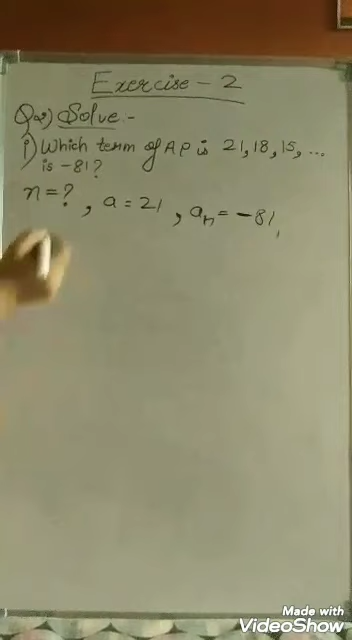 Exercise - 2
Q2) Solve :-
i) Which term of AP is 21, 18, 15, ...
is -81?
n = ? , a = 21 , an = -81,
Made with
VideoShow